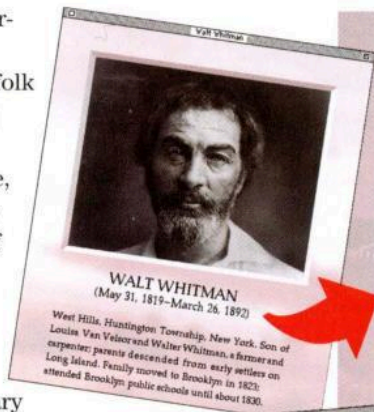 r-
folk
e,
f
ry
Walt Whitman
WALT WHITMAN
(May 31, 1819–March 26, 1892)
West Hills, Huntington Township, New York. Son of
Louisa Van Velsor and Walter Whitman, a farmer and
carpenter; parents descended from early settlers on
Long Island. Family moved to Brooklyn in 1823;
attended Brooklyn public schools until about 1830.